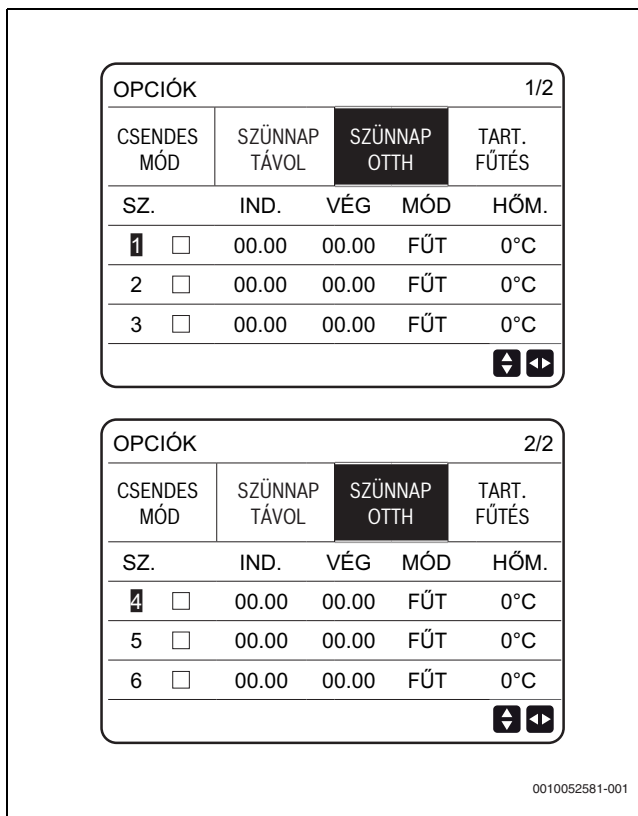 OPCIÓK 1/2
CSENDES MÓD SZÜNNAP TÁVOL SZÜNNAP OTTH TART. FŰTÉS
SZ. IND. VÉG MÓD HŐM.
1 00.00 00.00 FŰT 0°C
2 00.00 00.00 FŰT 0°C
3 00.00 00.00 FŰT 0°C
OPCIÓK 2/2
CSENDES MÓD SZÜNNAP TÁVOL SZÜNNAP OTTH TART. FŰTÉS
SZ. IND. VÉG MÓD HŐM.
4 00.00 00.00 FŰT 0°C
5 00.00 00.00 FŰT 0°C
6 00.00 00.00 FŰT 0°C
0010052581-001